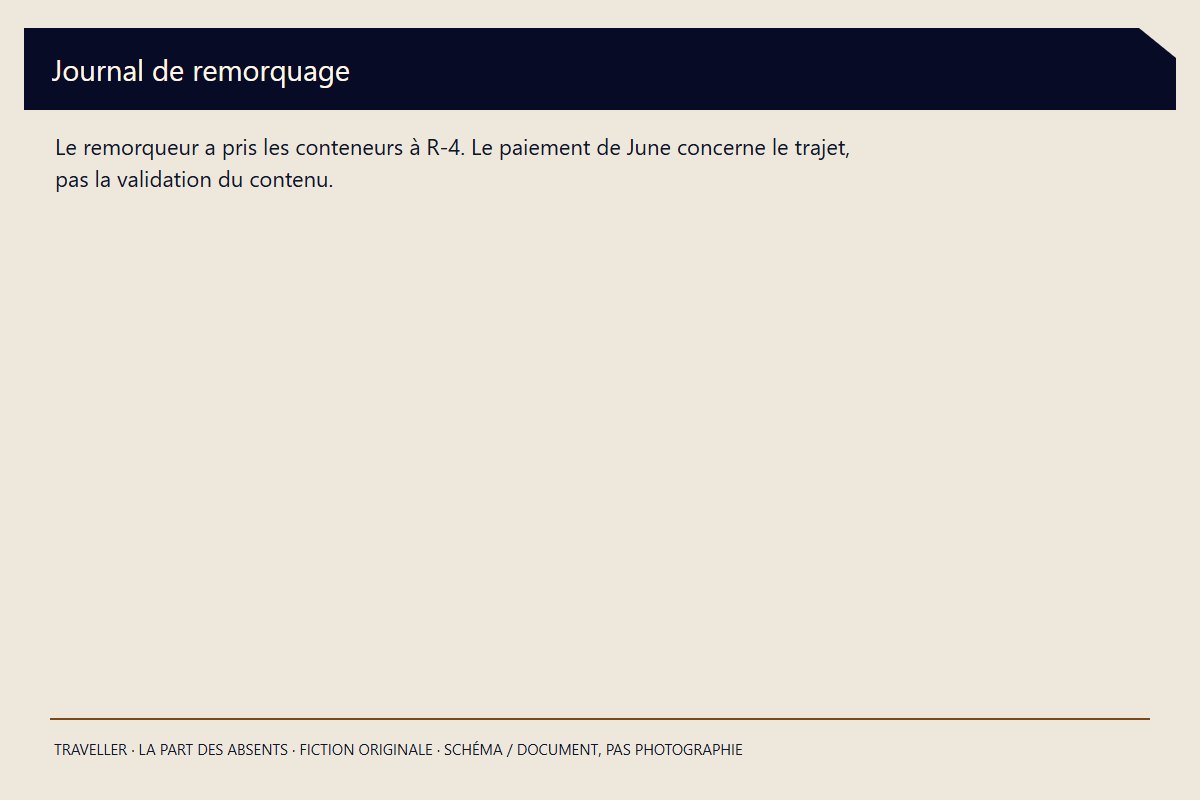 Journal de remorquage
Le remorqueur a pris les conteneurs à R-4. Le paiement de June concerne le trajet,
pas la validation du contenu.
TRAVELLER · LA PART DES ABSENTS · FICTION ORIGINALE · SCHÉMA / DOCUMENT, PAS PHOTOGRAPHIE